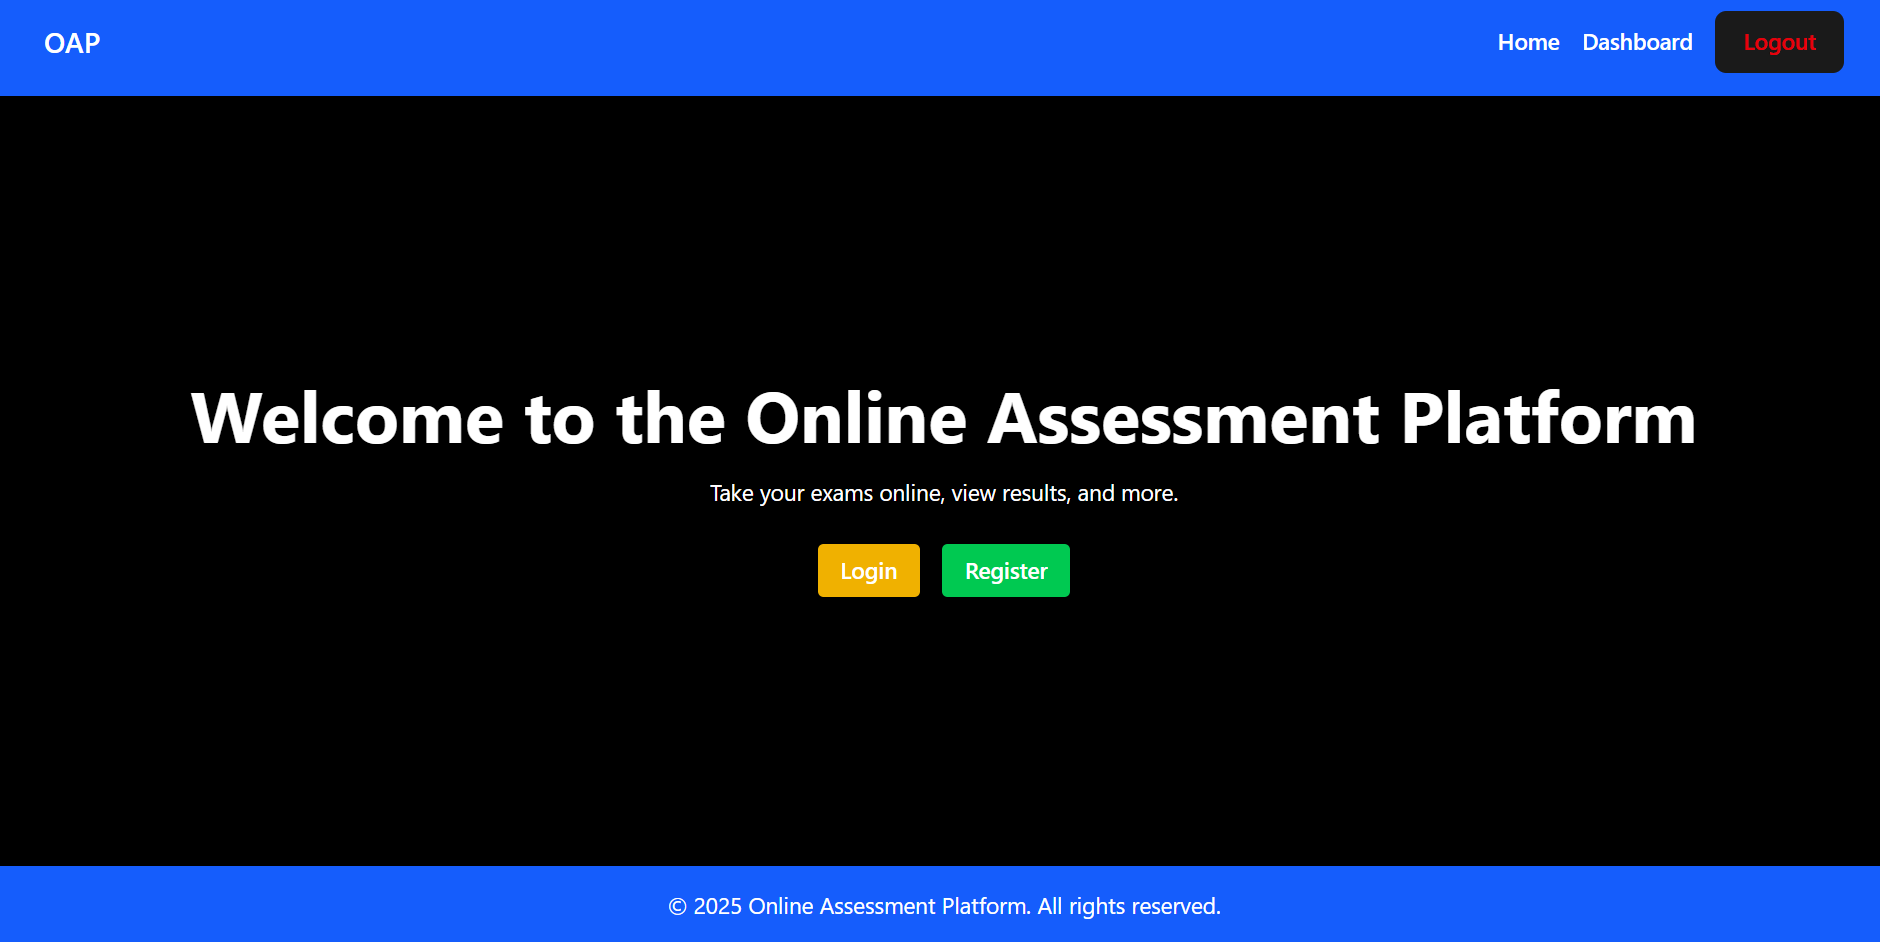 OAP
Home Dashboard Logout
Welcome to the Online Assessment Platform
Take your exams online, view results, and more.
Login Register
© 2025 Online Assessment Platform. All rights reserved.